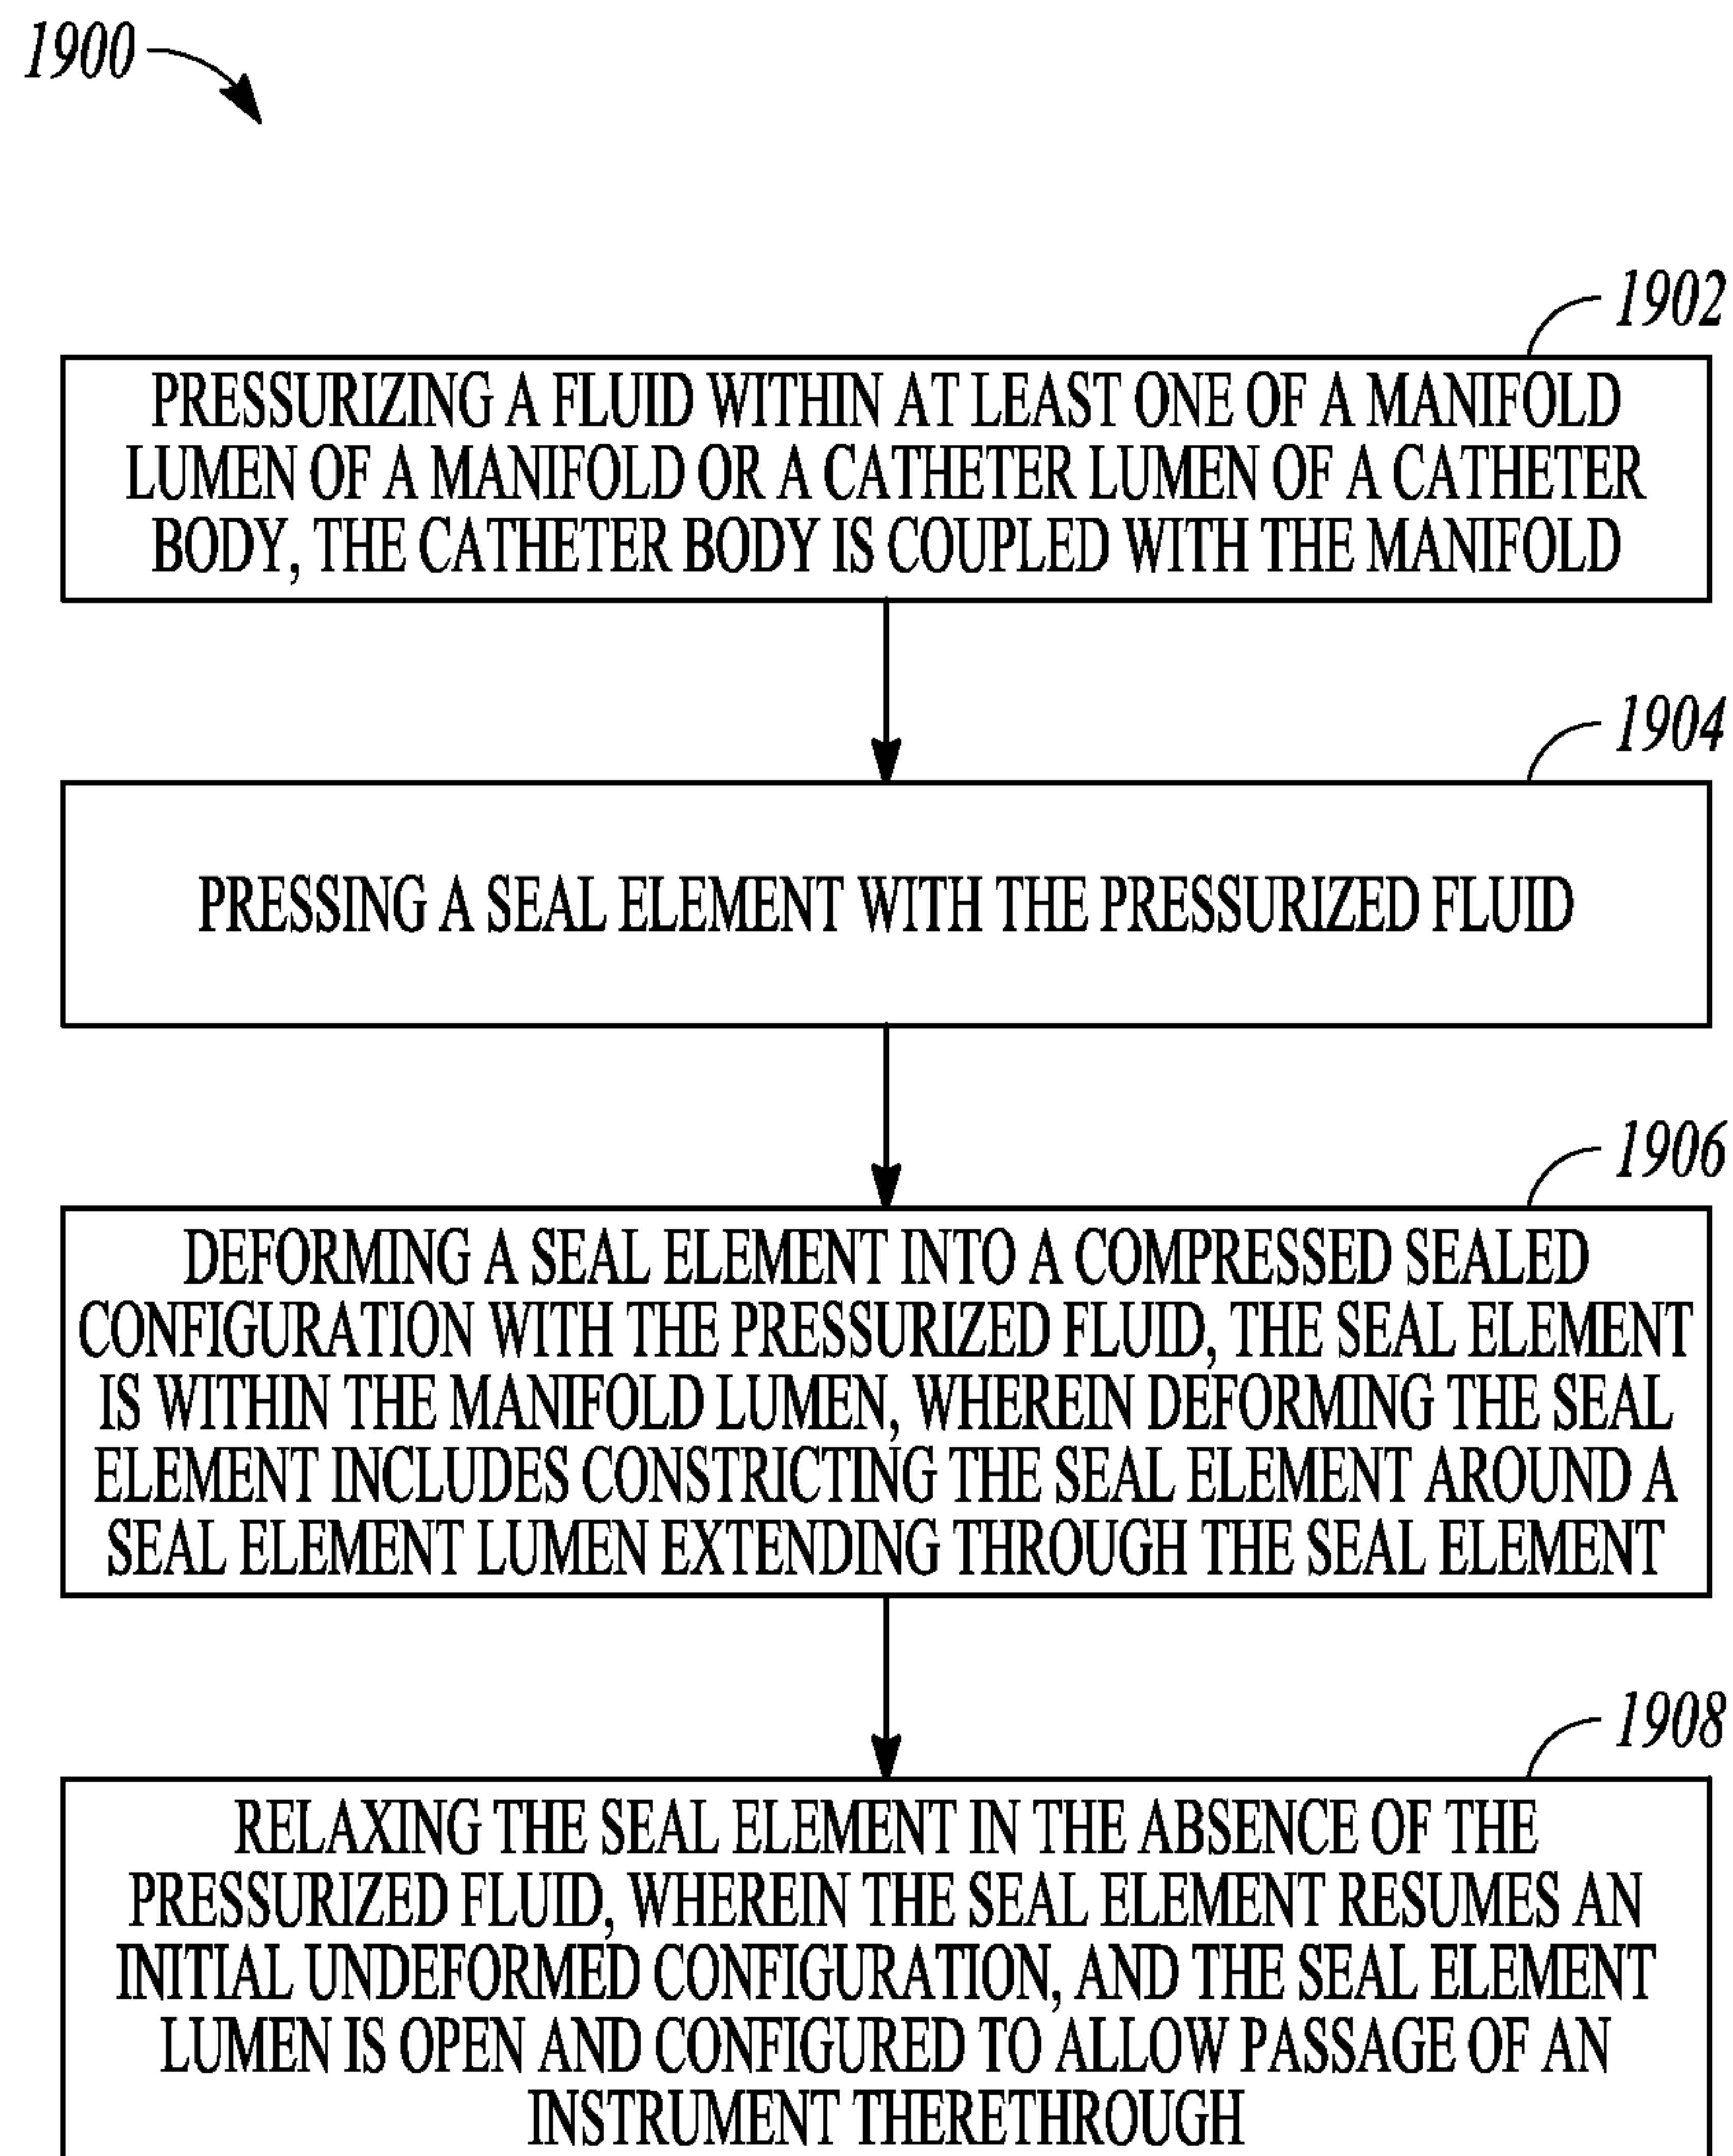 1900
1902
PRESSURIZING A FLUID WITHIN AT LEAST ONE OF A MANIFOLD
LUMEN OF A MANIFOLD OR A CATHETER LUMEN OF A CATHETER
BODY, THE CATHETER BODY IS COUPLED WITH THE MANIFOLD
1904
PRESSING A SEAL ELEMENT WITH THE PRESSURIZED FLUID
1906
DEFORMING A SEAL ELEMENT INTO A COMPRESSED SEALED
CONFIGURATION WITH THE PRESSURIZED FLUID, THE SEAL ELEMENT
IS WITHIN THE MANIFOLD LUMEN, WHEREIN DEFORMING THE SEAL
ELEMENT INCLUDES CONSTRICTING THE SEAL ELEMENT AROUND A
SEAL ELEMENT LUMEN EXTENDING THROUGH THE SEAL ELEMENT
1908
RELAXING THE SEAL ELEMENT IN THE ABSENCE OF THE
PRESSURIZED FLUID, WHEREIN THE SEAL ELEMENT RESUMES AN
INITIAL UNDEFORMED CONFIGURATION, AND THE SEAL ELEMENT
LUMEN IS OPEN AND CONFIGURED TO ALLOW PASSAGE OF AN
INSTRUMENT THERETHROUGH